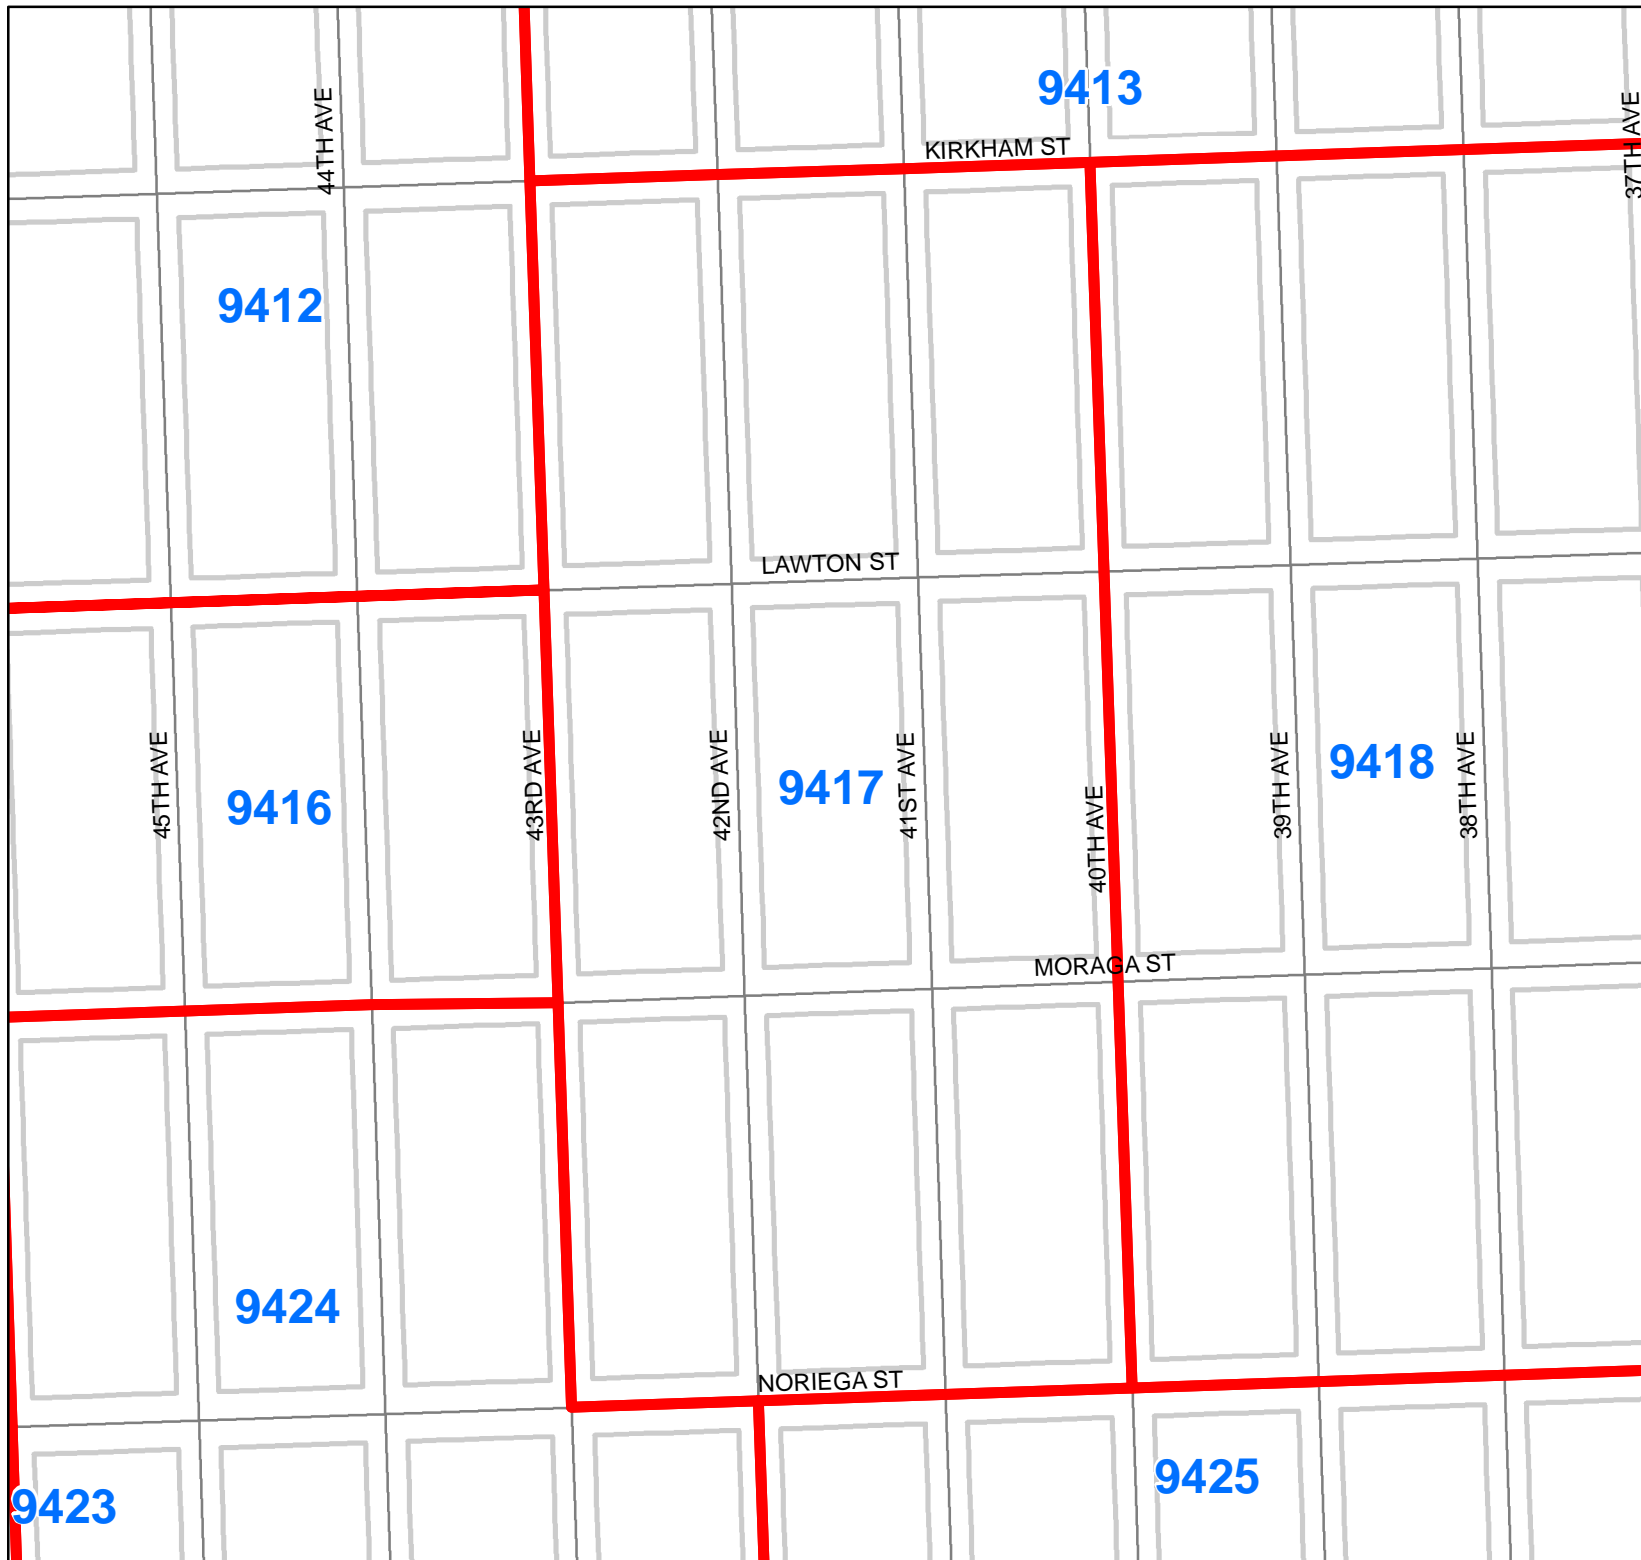 9413
44TH AVE
37TH AVE
KIRKHAM ST
9412
LAWTON ST
45TH AVE
9416
43RD AVE
42ND AVE
9417
41ST AVE
40TH AVE
39TH AVE
9418
38TH AVE
MORAGA ST
9424
NORIEGA ST
9423
9425